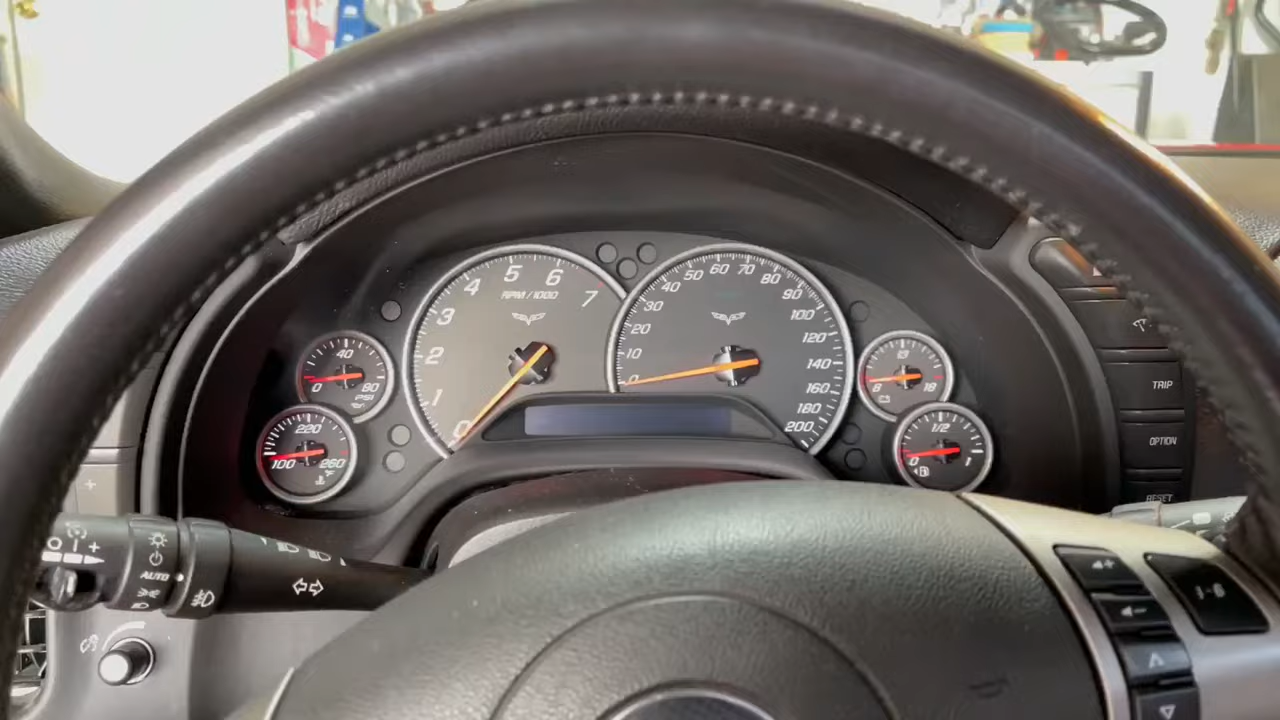 0 1 2 3 4 5 6 7
RPM / 1000
0 10 20 30 40 50 60 70 80 90 100 120 140 160 180 200
0 40 80
PSI
100 220 260
°F
8 13 18
0 1/2 1
TRIP
OPTION
RESET
O I +
AUTO
+